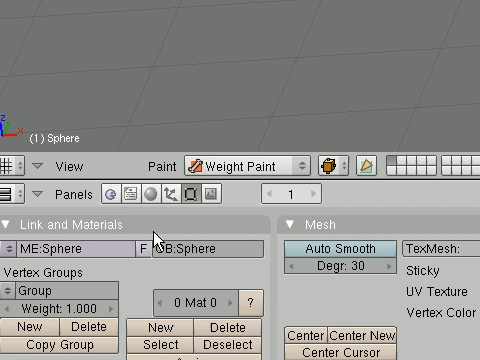 z
x
(1) Sphere
View Paint Weight Paint
Panels 1
Link and Materials Mesh
ME:Sphere F OB:Sphere Auto Smooth TexMesh:
Degr: 30
Vertex Groups Sticky
Group UV Texture
Weight: 1.000 0 Mat 0 ? Vertex Color
New Delete New Delete Center Center New
Copy Group Select Deselect Center Cursor